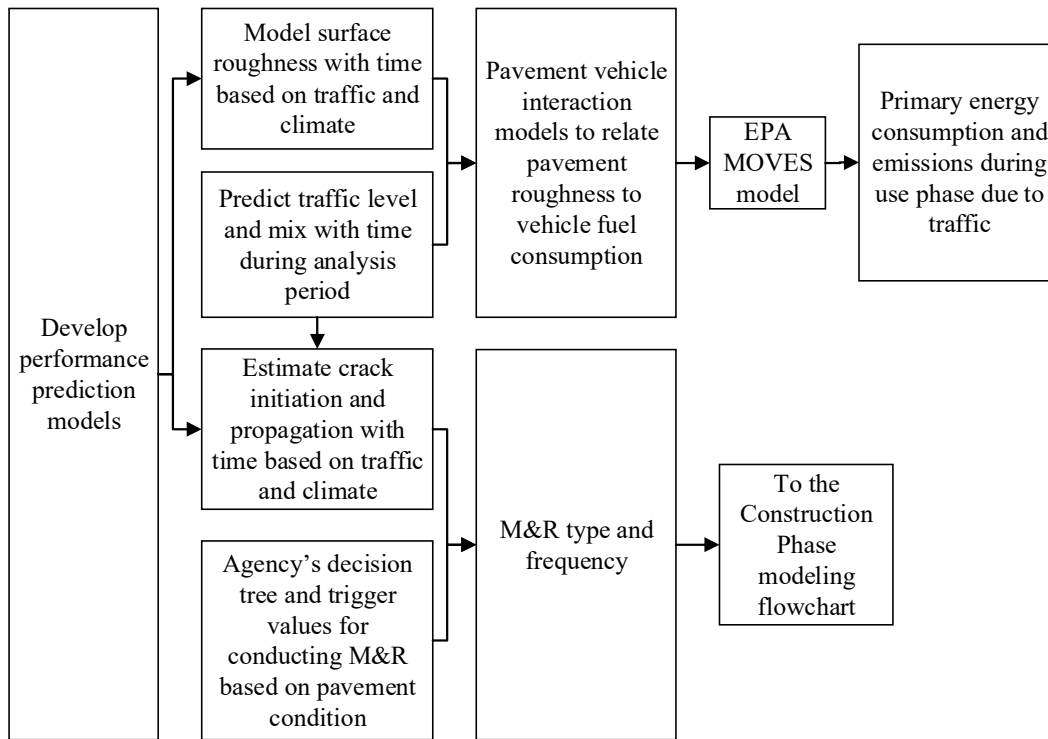 Develop
performance
prediction
models
Model surface
roughness with time
based on traffic and
climate
Predict traffic level
and mix with time
during analysis
period
Estimate crack
initiation and
propagation with
time based on traffic
and climate
Agency’s decision
tree and trigger
values for
conducting M&R
based on pavement
condition
Pavement vehicle
interaction
models to relate
pavement
roughness to
vehicle fuel
consumption
EPA
MOVES
model
Primary energy
consumption and
emissions during
use phase due to
traffic
M&R type and
frequency
To the
Construction
Phase
modeling
flowchart